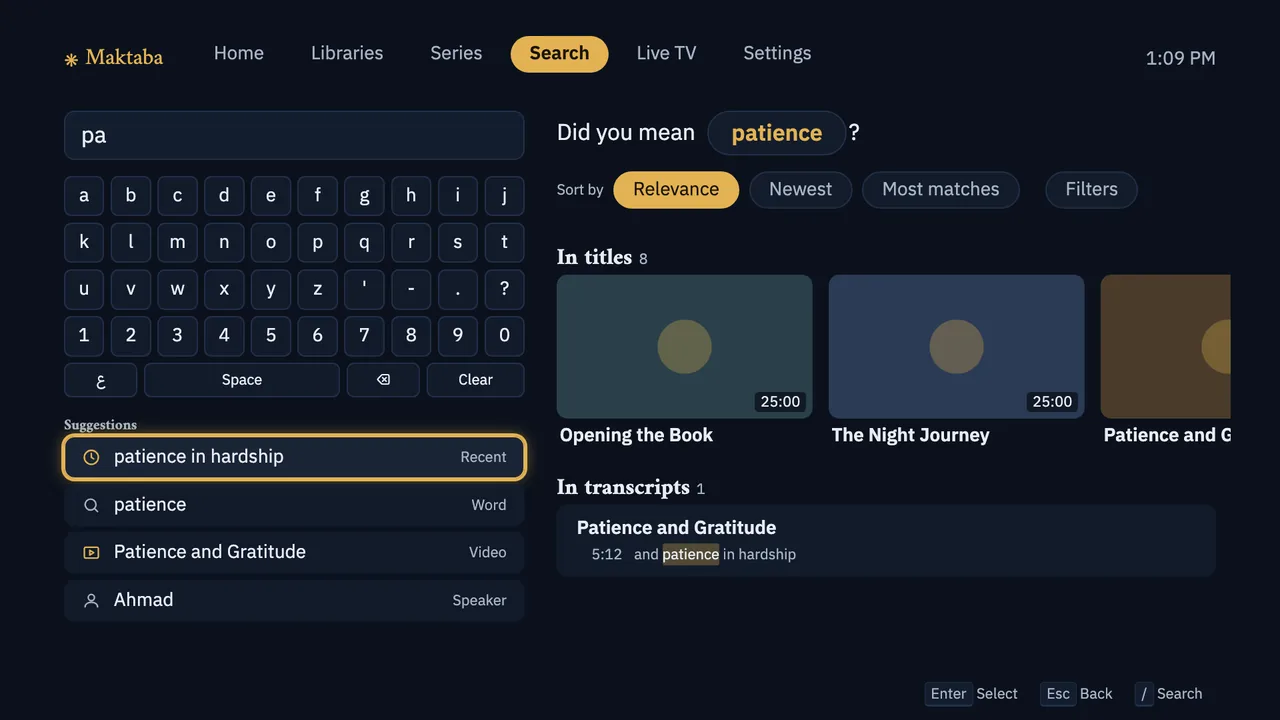 Maktaba Home Libraries Series Search Live TV Settings 1:09 PM
pa
a b c d e f g h i j
k l m n o p q r s t
u v w x y z ' - . ?
1 2 3 4 5 6 7 8 9 0
ع Space ⌫ Clear
Suggestions
patience in hardship Recent
patience Word
Patience and Gratitude Video
Ahmad Speaker
Did you mean patience ?
Sort by Relevance Newest Most matches Filters
In titles 8
25:00 25:00
Opening the Book The Night Journey Patience and G
In transcripts 1
Patience and Gratitude
5:12 and patience in hardship
Enter Select Esc Back / Search